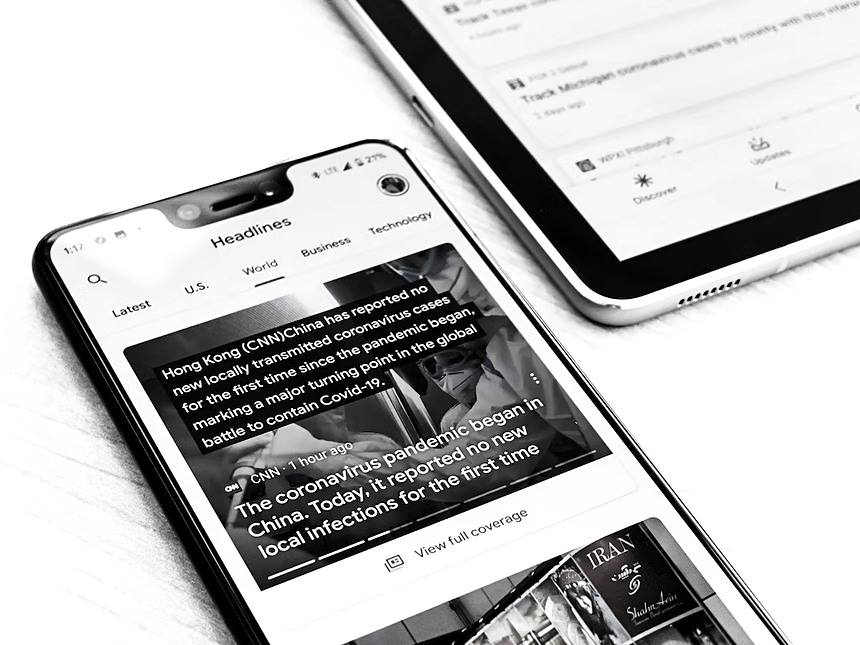 1:17
LTE
21%
Headlines
Latest
U.S.
World
Business
Technology
Hong Kong (CNN)China has reported no
new locally transmitted coronavirus cases
for the first time since the pandemic began,
marking a major turning point in the global
battle to contain Covid-19.
CNN
CNN · 1 hour ago
The coronavirus pandemic began in
China. Today, it reported no new
local infections for the first time
View full coverage
IRAN
ShahrAein
Track Texas
FOX 2 Detroit
Track Michigan coronavirus cases by county with this
2 days ago
WPXI Pittsburgh
Discover
Updates